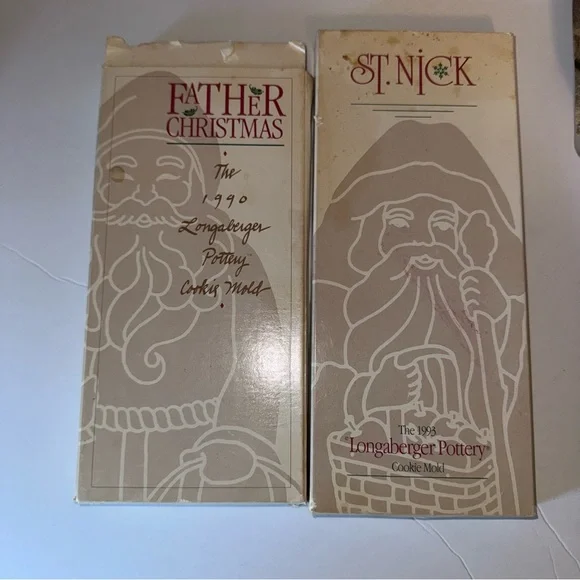 FATHER
CHRISTMAS
The
1990
Longaberger
Pottery
Cookie Mold
ST. NICK
The 1993
Longaberger Pottery
Cookie Mold